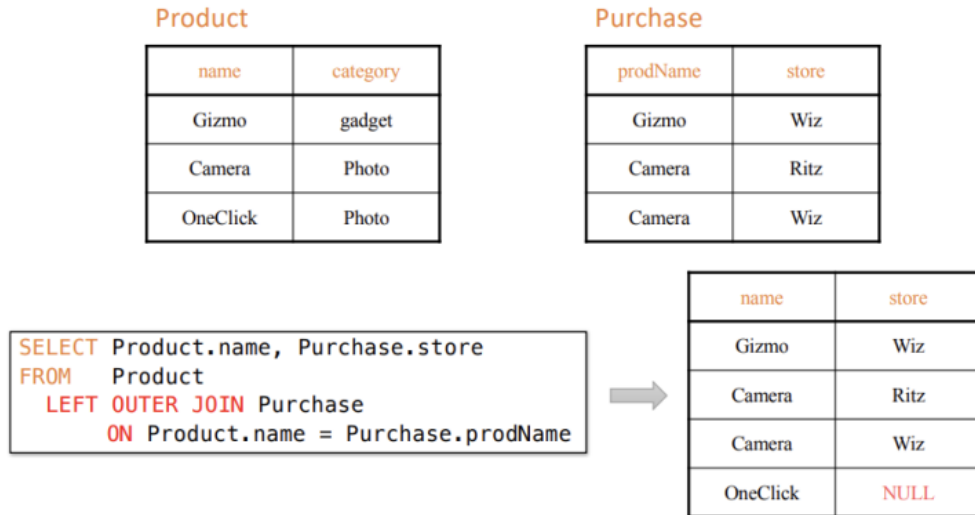 Product
name category
Gizmo gadget
Camera Photo
OneClick Photo
Purchase
prodName store
Gizmo Wiz
Camera Ritz
Camera Wiz
SELECT Product.name, Purchase.store
FROM Product
LEFT OUTER JOIN Purchase
ON Product.name = Purchase.prodName
name store
Gizmo Wiz
Camera Ritz
Camera Wiz
OneClick NULL